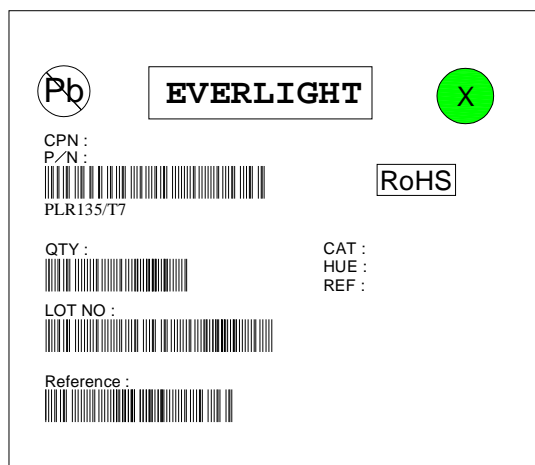 Pb
EVERLIGHT
X
CPN :
P/N :
RoHS
PLR135/T7
QTY :
CAT :
HUE :
REF :
LOT NO :
Reference :